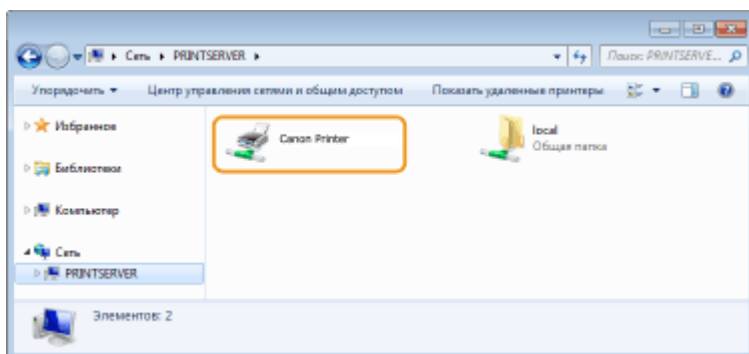 Сеть ▸ PRINTSERVER ▸
Поиск: PRINTSERVE...
Упорядочить
Центр управления сетями и общим доступом
Показать удаленные принтеры
Избранное
Библиотеки
Компьютер
Сеть
PRINTSERVER
Canon Printer
local
Общая папка
Элементов: 2